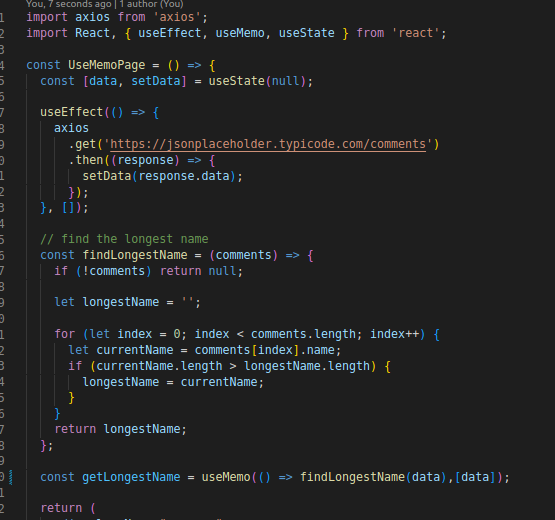 You, 7 seconds ago | 1 author (You)
1 import axios from 'axios';
2 import React, { useEffect, useMemo, useState } from 'react';
3
4 const UseMemoPage = () => {
5 const [data, setData] = useState(null);
6
7 useEffect(() => {
8 axios
9 .get('https://jsonplaceholder.typicode.com/comments')
0 .then((response) => {
1 setData(response.data);
2 });
3 }, []);
4
5 // find the longest name
6 const findLongestName = (comments) => {
7 if (!comments) return null;
8
9 let longestName = '';
0
1 for (let index = 0; index < comments.length; index++) {
2 let currentName = comments[index].name;
3 if (currentName.length > longestName.length) {
4 longestName = currentName;
5 }
6 }
7 return longestName;
8 };
9
0 const getLongestName = useMemo(() => findLongestName(data),[data]);
1
2 return (